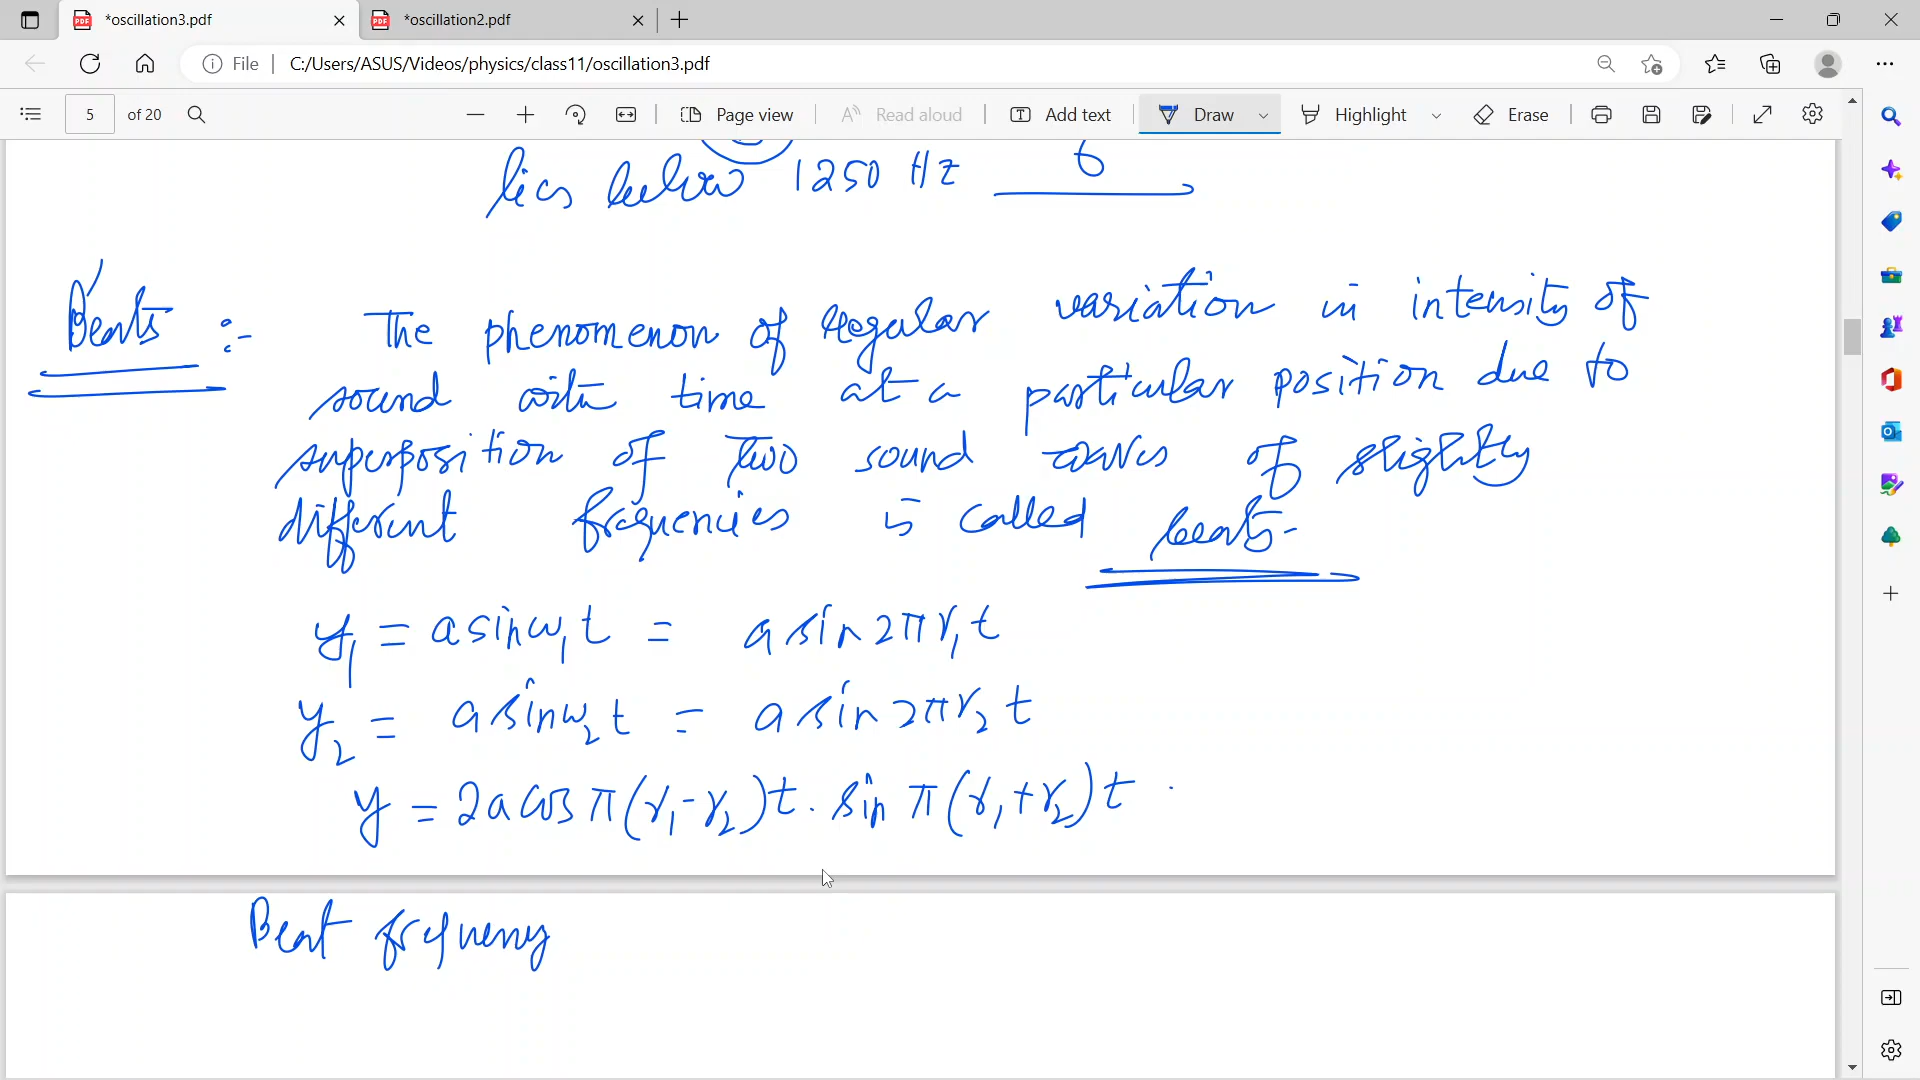 *oscillation3.pdf
*oscillation2.pdf
File
C:/Users/ASUS/Videos/physics/class11/oscillation3.pdf
5 of 20
Page view
Read aloud
Add text
Draw
Highlight
Erase
lies below 1250 Hz 6
Beats :- The phenomenon of regular variation in intensity of
sound with time at a particular position due to
superposition of two sound waves of slightly
different frequencies is called beats-
y₁ = a sin ω₁t = a sin 2πν₁t
y₂ = a sin ω₂t = a sin 2πν₂t
y = 2a cos π(ν₁-ν₂)t . sin π(ν₁+ν₂)t .
Beat frequency